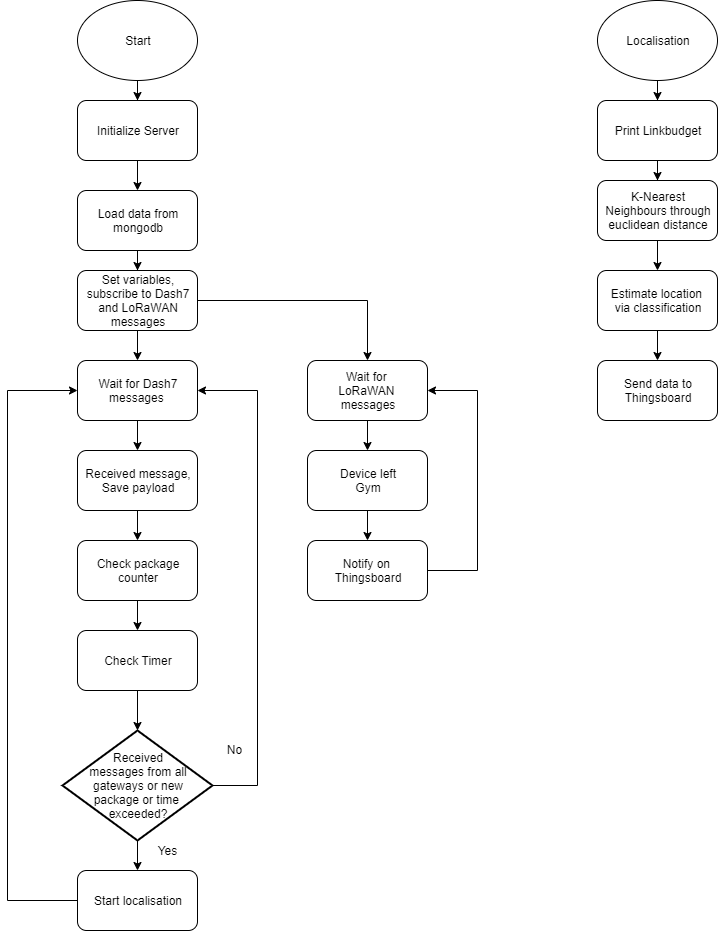 Start
Initialize Server
Load data from
mongodb
Set variables,
subscribe to Dash7
and LoRaWAN
messages
Wait for Dash7
messages
Received message,
Save payload
Check package
counter
Check Timer
Received
messages from all
gateways or new
package or time
exceeded?
No
Yes
Start localisation
Wait for
LoRaWAN
messages
Device left
Gym
Notify on
Thingsboard
Localisation
Print Linkbudget
K-Nearest
Neighbours through
euclidean distance
Estimate location
via classification
Send data to
Thingsboard